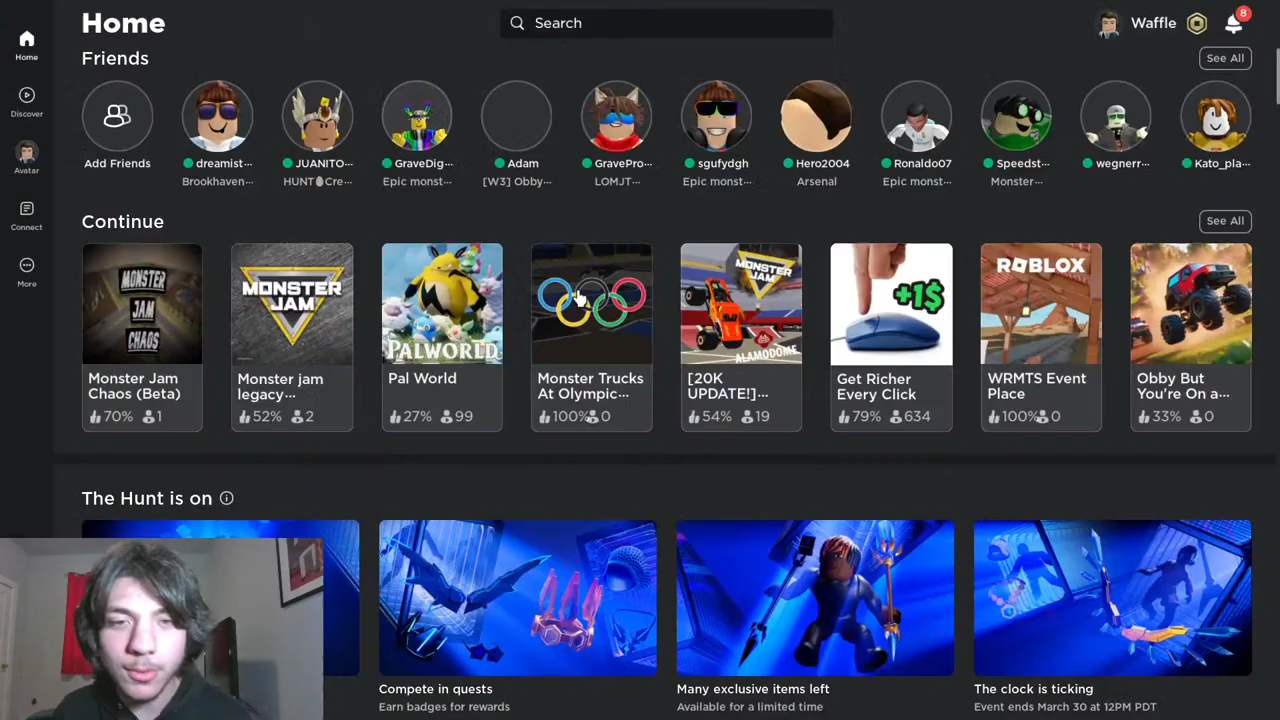 Home
Search
Waffle
8
Home
Friends
See All
Discover
Avatar
Connect
More
Add Friends
dreamist...
JUANITO...
GraveDig...
Adam
GravePro...
sgufydgh
Hero2004
Ronaldo07
Speedst...
wegnerr...
Kato_pla...
Brookhaven...
HUNT Cre...
Epic monst...
[W3] Obby...
LOMJT...
Epic monst...
Arsenal
Epic monst...
Monster...
Continue
See All
MONSTER
JAM
CHAOS
MONSTER
JAM
PALWORLD
MONSTER
JAM
ALAMODOME
+1$
ROBLOX
Monster Jam
Chaos (Beta)
70% 1
Monster jam
legacy...
52% 2
Pal World
27% 99
Monster Trucks
At Olympic...
100% 0
[20K
UPDATE!]...
54% 19
Get Richer
Every Click
79% 634
WRMTS Event
Place
100% 0
Obby But
You're On a...
33% 0
The Hunt is on
Compete in quests
Earn badges for rewards
Many exclusive items left
Available for a limited time
The clock is ticking
Event ends March 30 at 12PM PDT